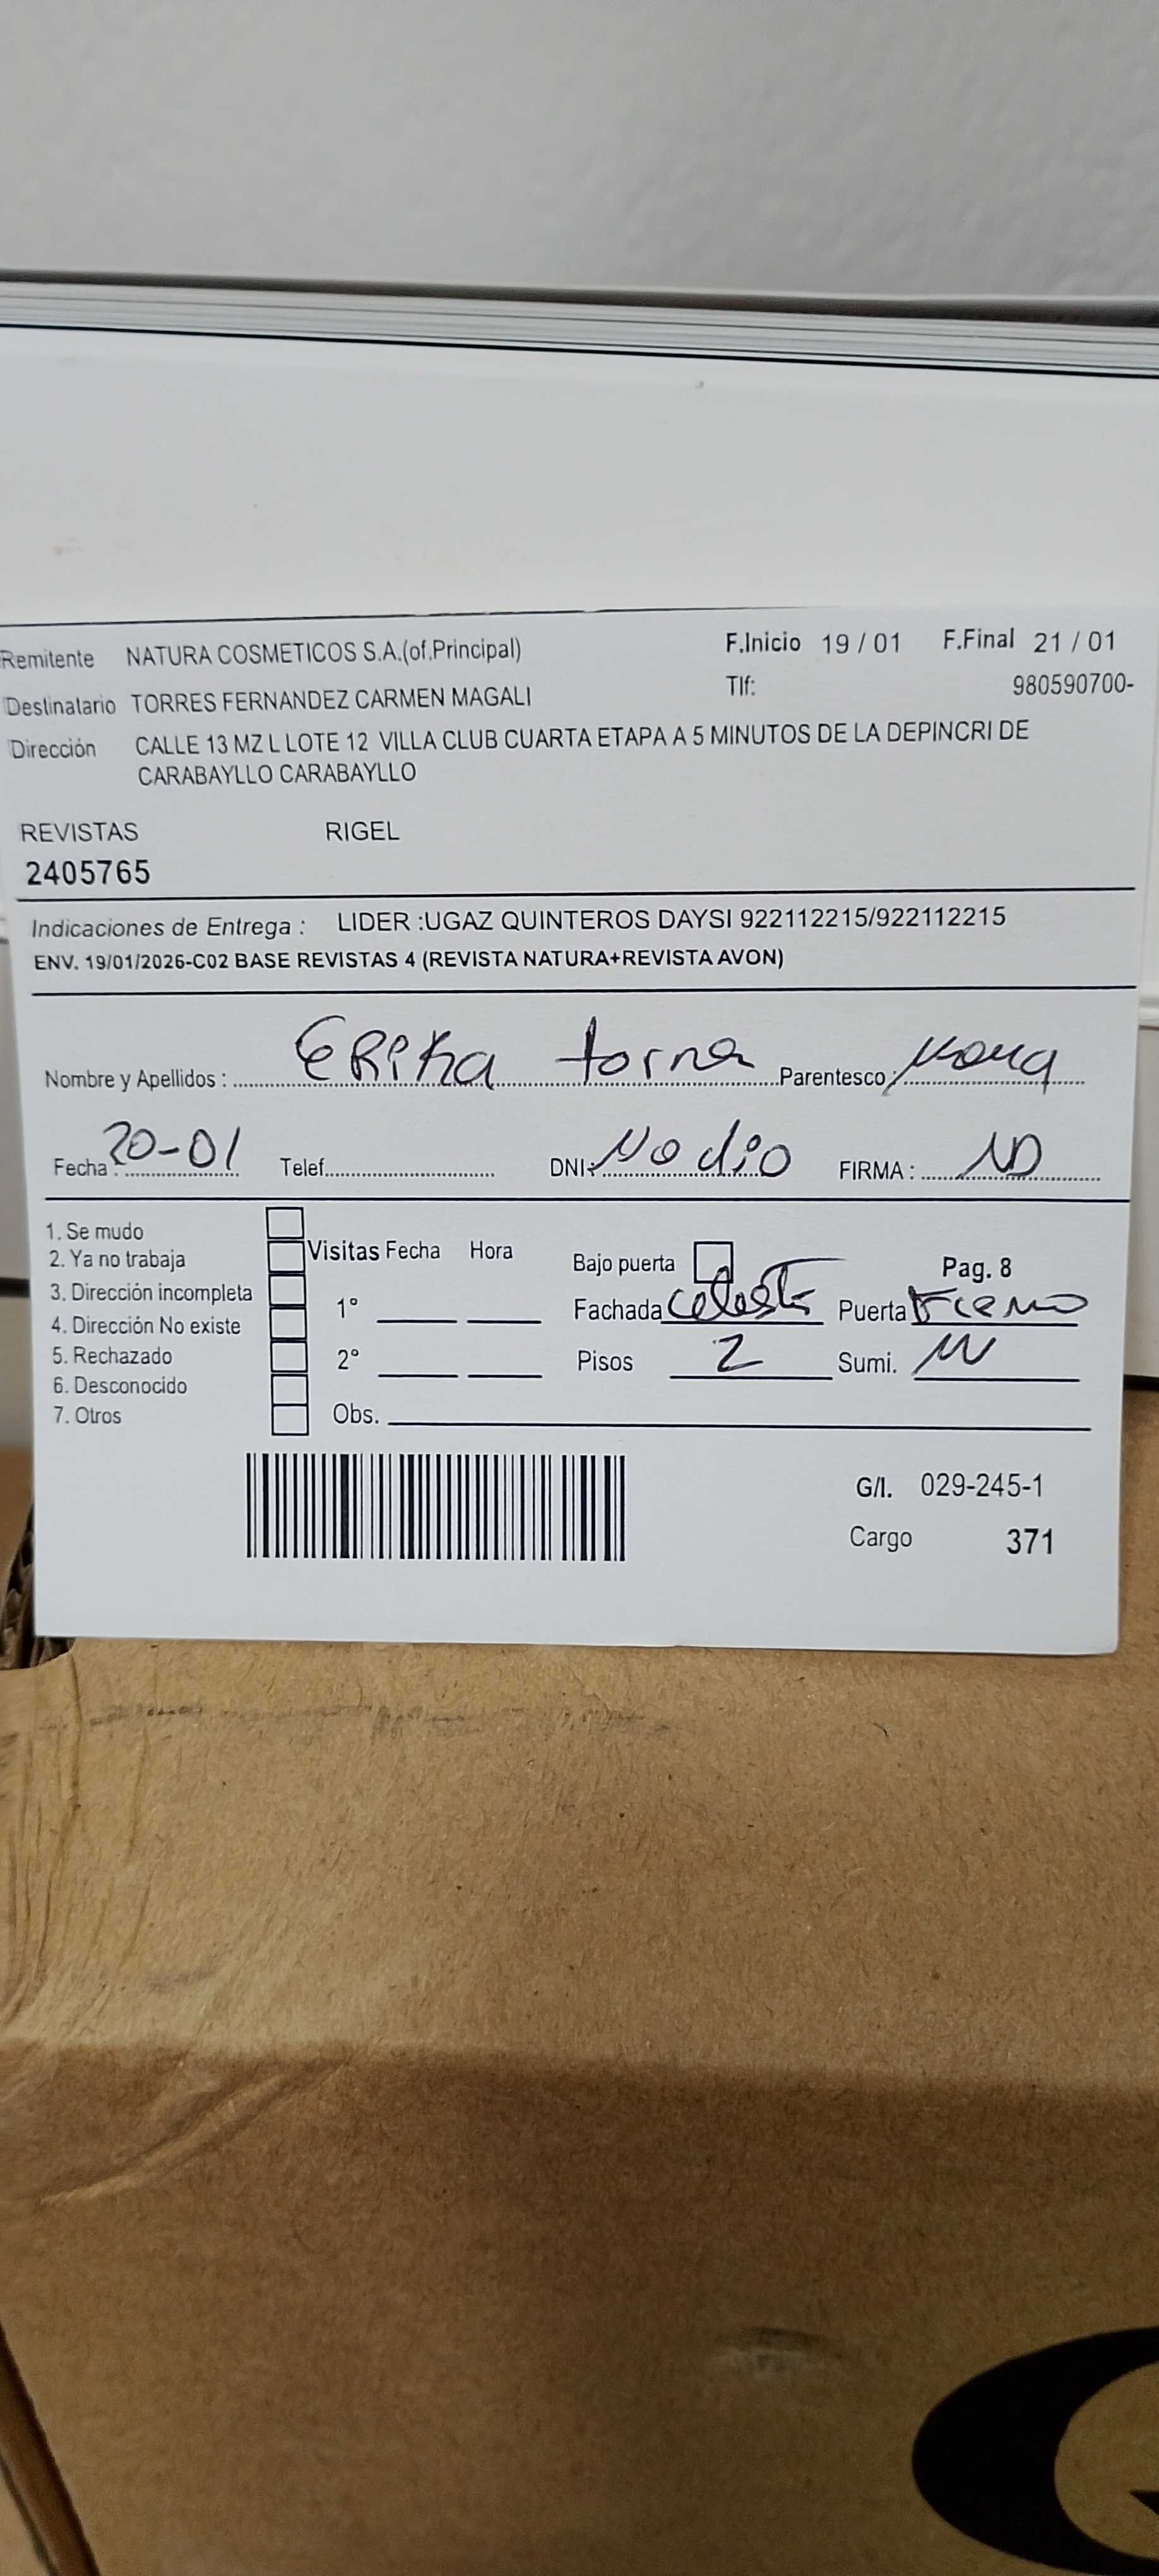 Remitente NATURA COSMETICOS S.A.(of.Principal) F.Inicio 19 / 01 F.Final 21 / 01
Destinatario TORRES FERNANDEZ CARMEN MAGALI Tlf: 980590700-
Dirección CALLE 13 MZ L LOTE 12 VILLA CLUB CUARTA ETAPA A 5 MINUTOS DE LA DEPINCRI DE
CARABAYLLO CARABAYLLO
REVISTAS RIGEL
2405765
Indicaciones de Entrega : LIDER :UGAZ QUINTEROS DAYSI 922112215/922112215
ENV. 19/01/2026-C02 BASE REVISTAS 4 (REVISTA NATURA+REVISTA AVON)
Nombre y Apellidos : Erika Parentesco :
Fecha : 20-01 Telef. DNI: No dio FIRMA : ND
1. Se mudo
2. Ya no trabaja Visitas Fecha Hora Bajo puerta Pag. 8
3. Dirección incompleta 1° Fachada celeste Puerta
4. Dirección No existe
5. Rechazado 2° Pisos 2 Sumi.
6. Desconocido
7. Otros Obs.
G/I. 029-245-1
Cargo 371